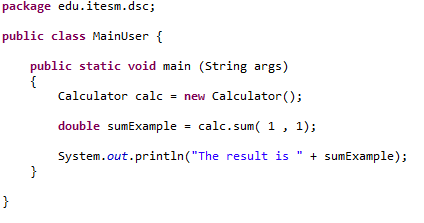 package edu.itesm.dsc;
public class MainUser {
public static void main (String args)
{
Calculator calc = new Calculator();
double sumExample = calc.sum( 1 , 1);
System.out.println("The result is " + sumExample);
}
}